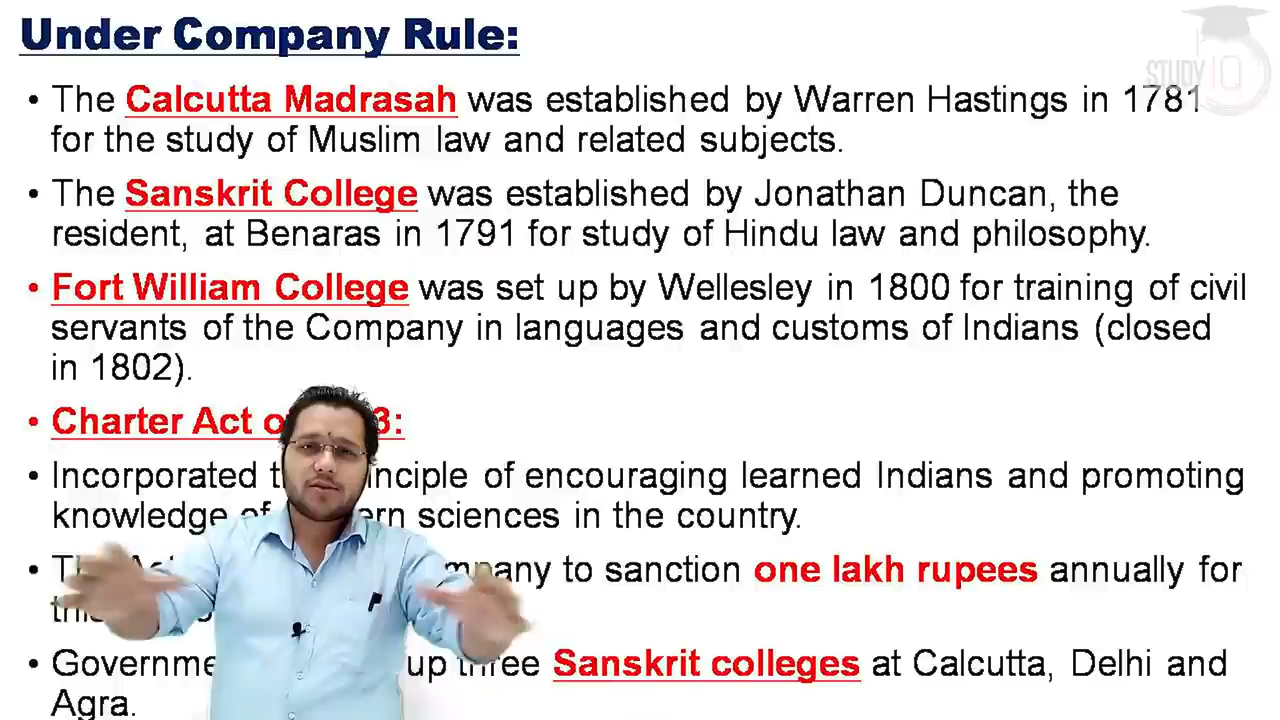 Under Company Rule:
STUDY IQ
• The Calcutta Madrasah was established by Warren Hastings in 1781
for the study of Muslim law and related subjects.
• The Sanskrit College was established by Jonathan Duncan, the
resident, at Benaras in 1791 for study of Hindu law and philosophy.
• Fort William College was set up by Wellesley in 1800 for training of civil
servants of the Company in languages and customs of Indians (closed
in 1802).
• Charter Act 3:
• Incorporated of encouraging learned Indians and promoting
knowledge sciences in the country.
• to sanction one lakh rupees annually for
• up three Sanskrit colleges at Calcutta, Delhi and
Agra.